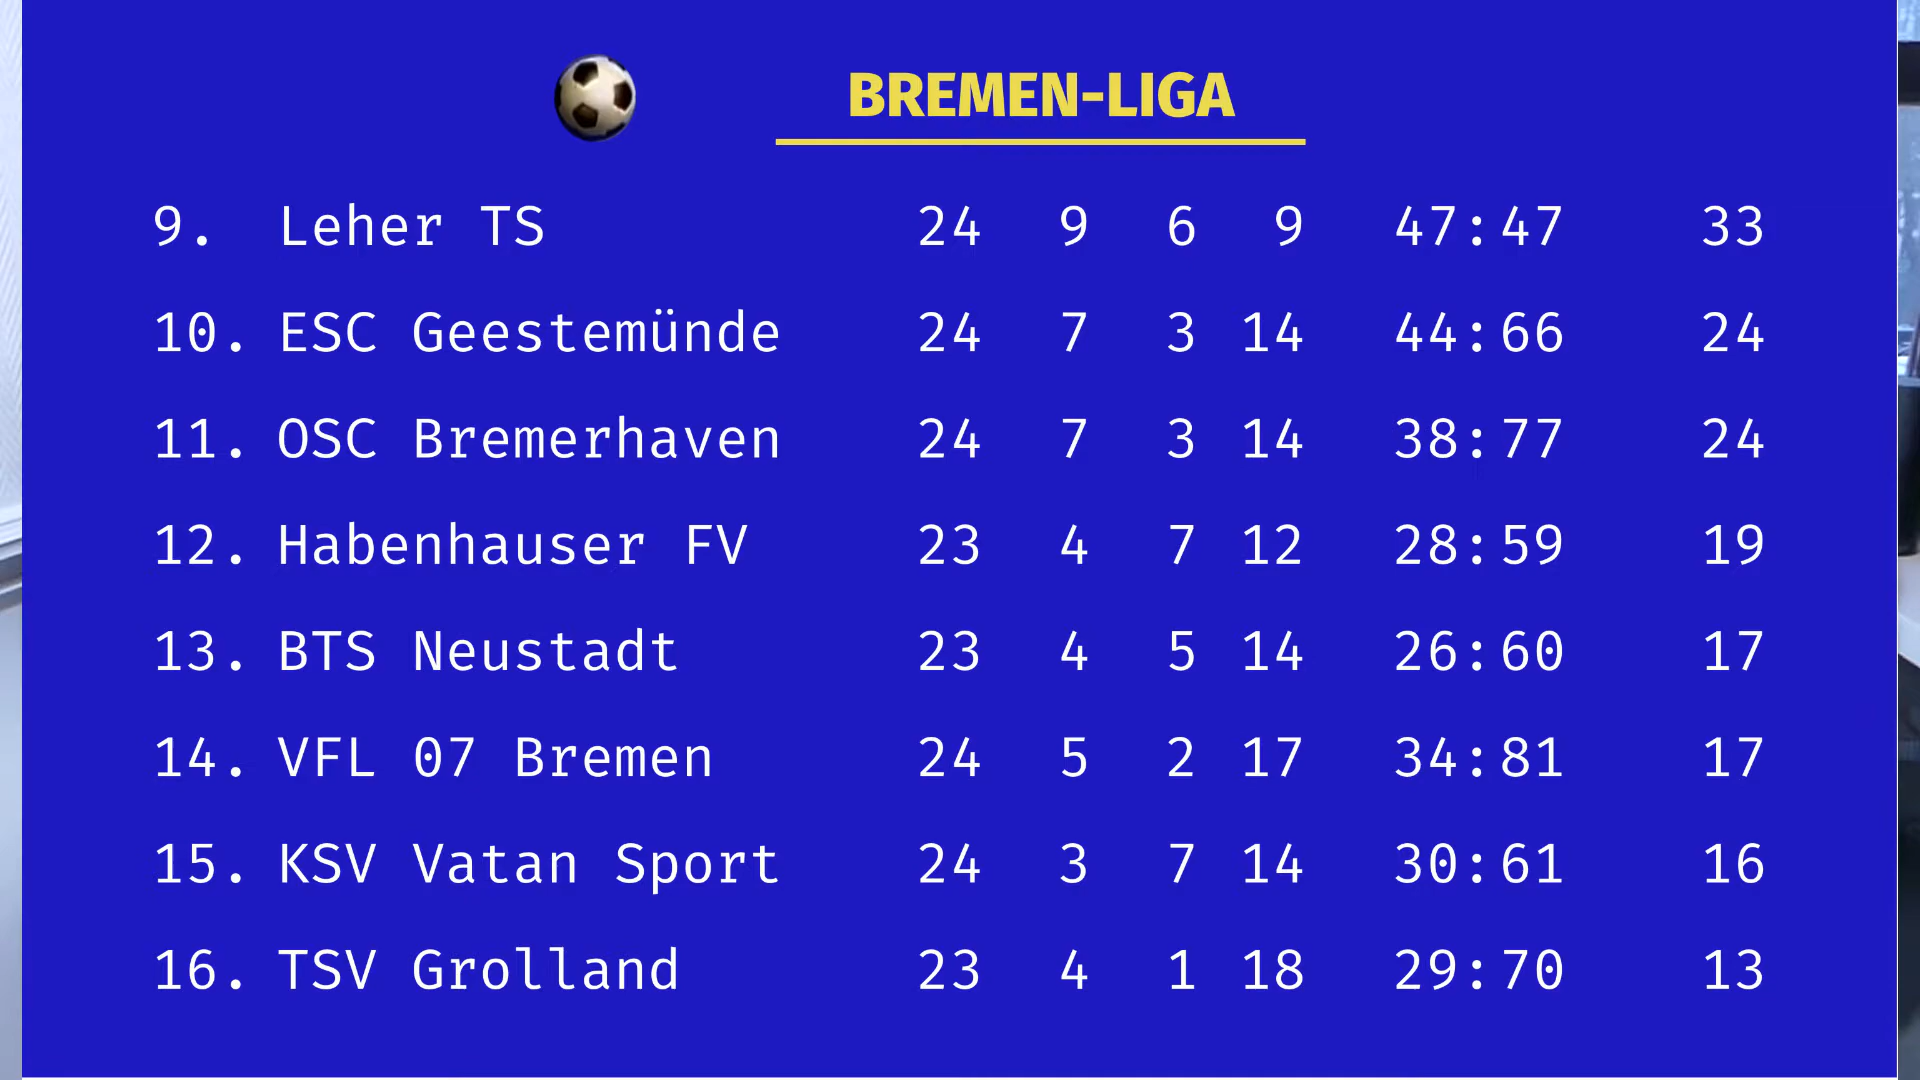 BREMEN-LIGA
9. Leher TS 24 9 6 9 47:47 33
10. ESC Geestemünde 24 7 3 14 44:66 24
11. OSC Bremerhaven 24 7 3 14 38:77 24
12. Habenhauser FV 23 4 7 12 28:59 19
13. BTS Neustadt 23 4 5 14 26:60 17
14. VFL 07 Bremen 24 5 2 17 34:81 17
15. KSV Vatan Sport 24 3 7 14 30:61 16
16. TSV Grolland 23 4 1 18 29:70 13